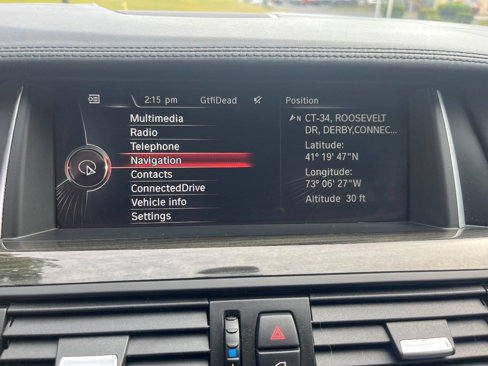 2:15 pm GtflDead
Position
Multimedia
Radio
Telephone
Navigation
Contacts
ConnectedDrive
Vehicle info
Settings
N CT-34, ROOSEVELT
DR, DERBY,CONNEC...
Latitude:
41° 19' 47"N
Longitude:
73° 06' 27"W
Altitude 30 ft